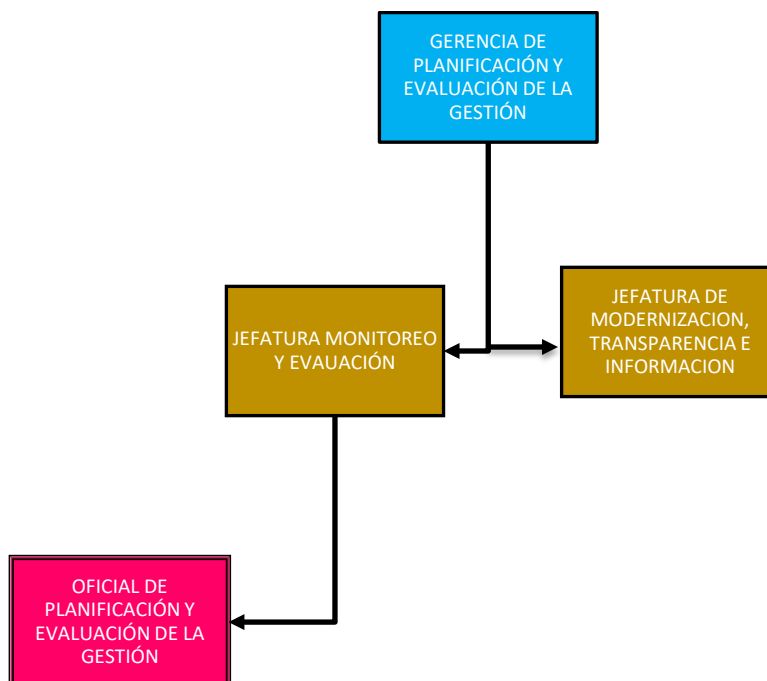 GERENCIA DE
PLANIFICACIÓN Y
EVALUACIÓN DE LA
GESTIÓN
JEFATURA MONITOREO
Y EVAUACIÓN
JEFATURA DE
MODERNIZACION,
TRANSPARENCIA E
INFORMACION
OFICIAL DE
PLANIFICACIÓN Y
EVALUACIÓN DE LA
GESTIÓN